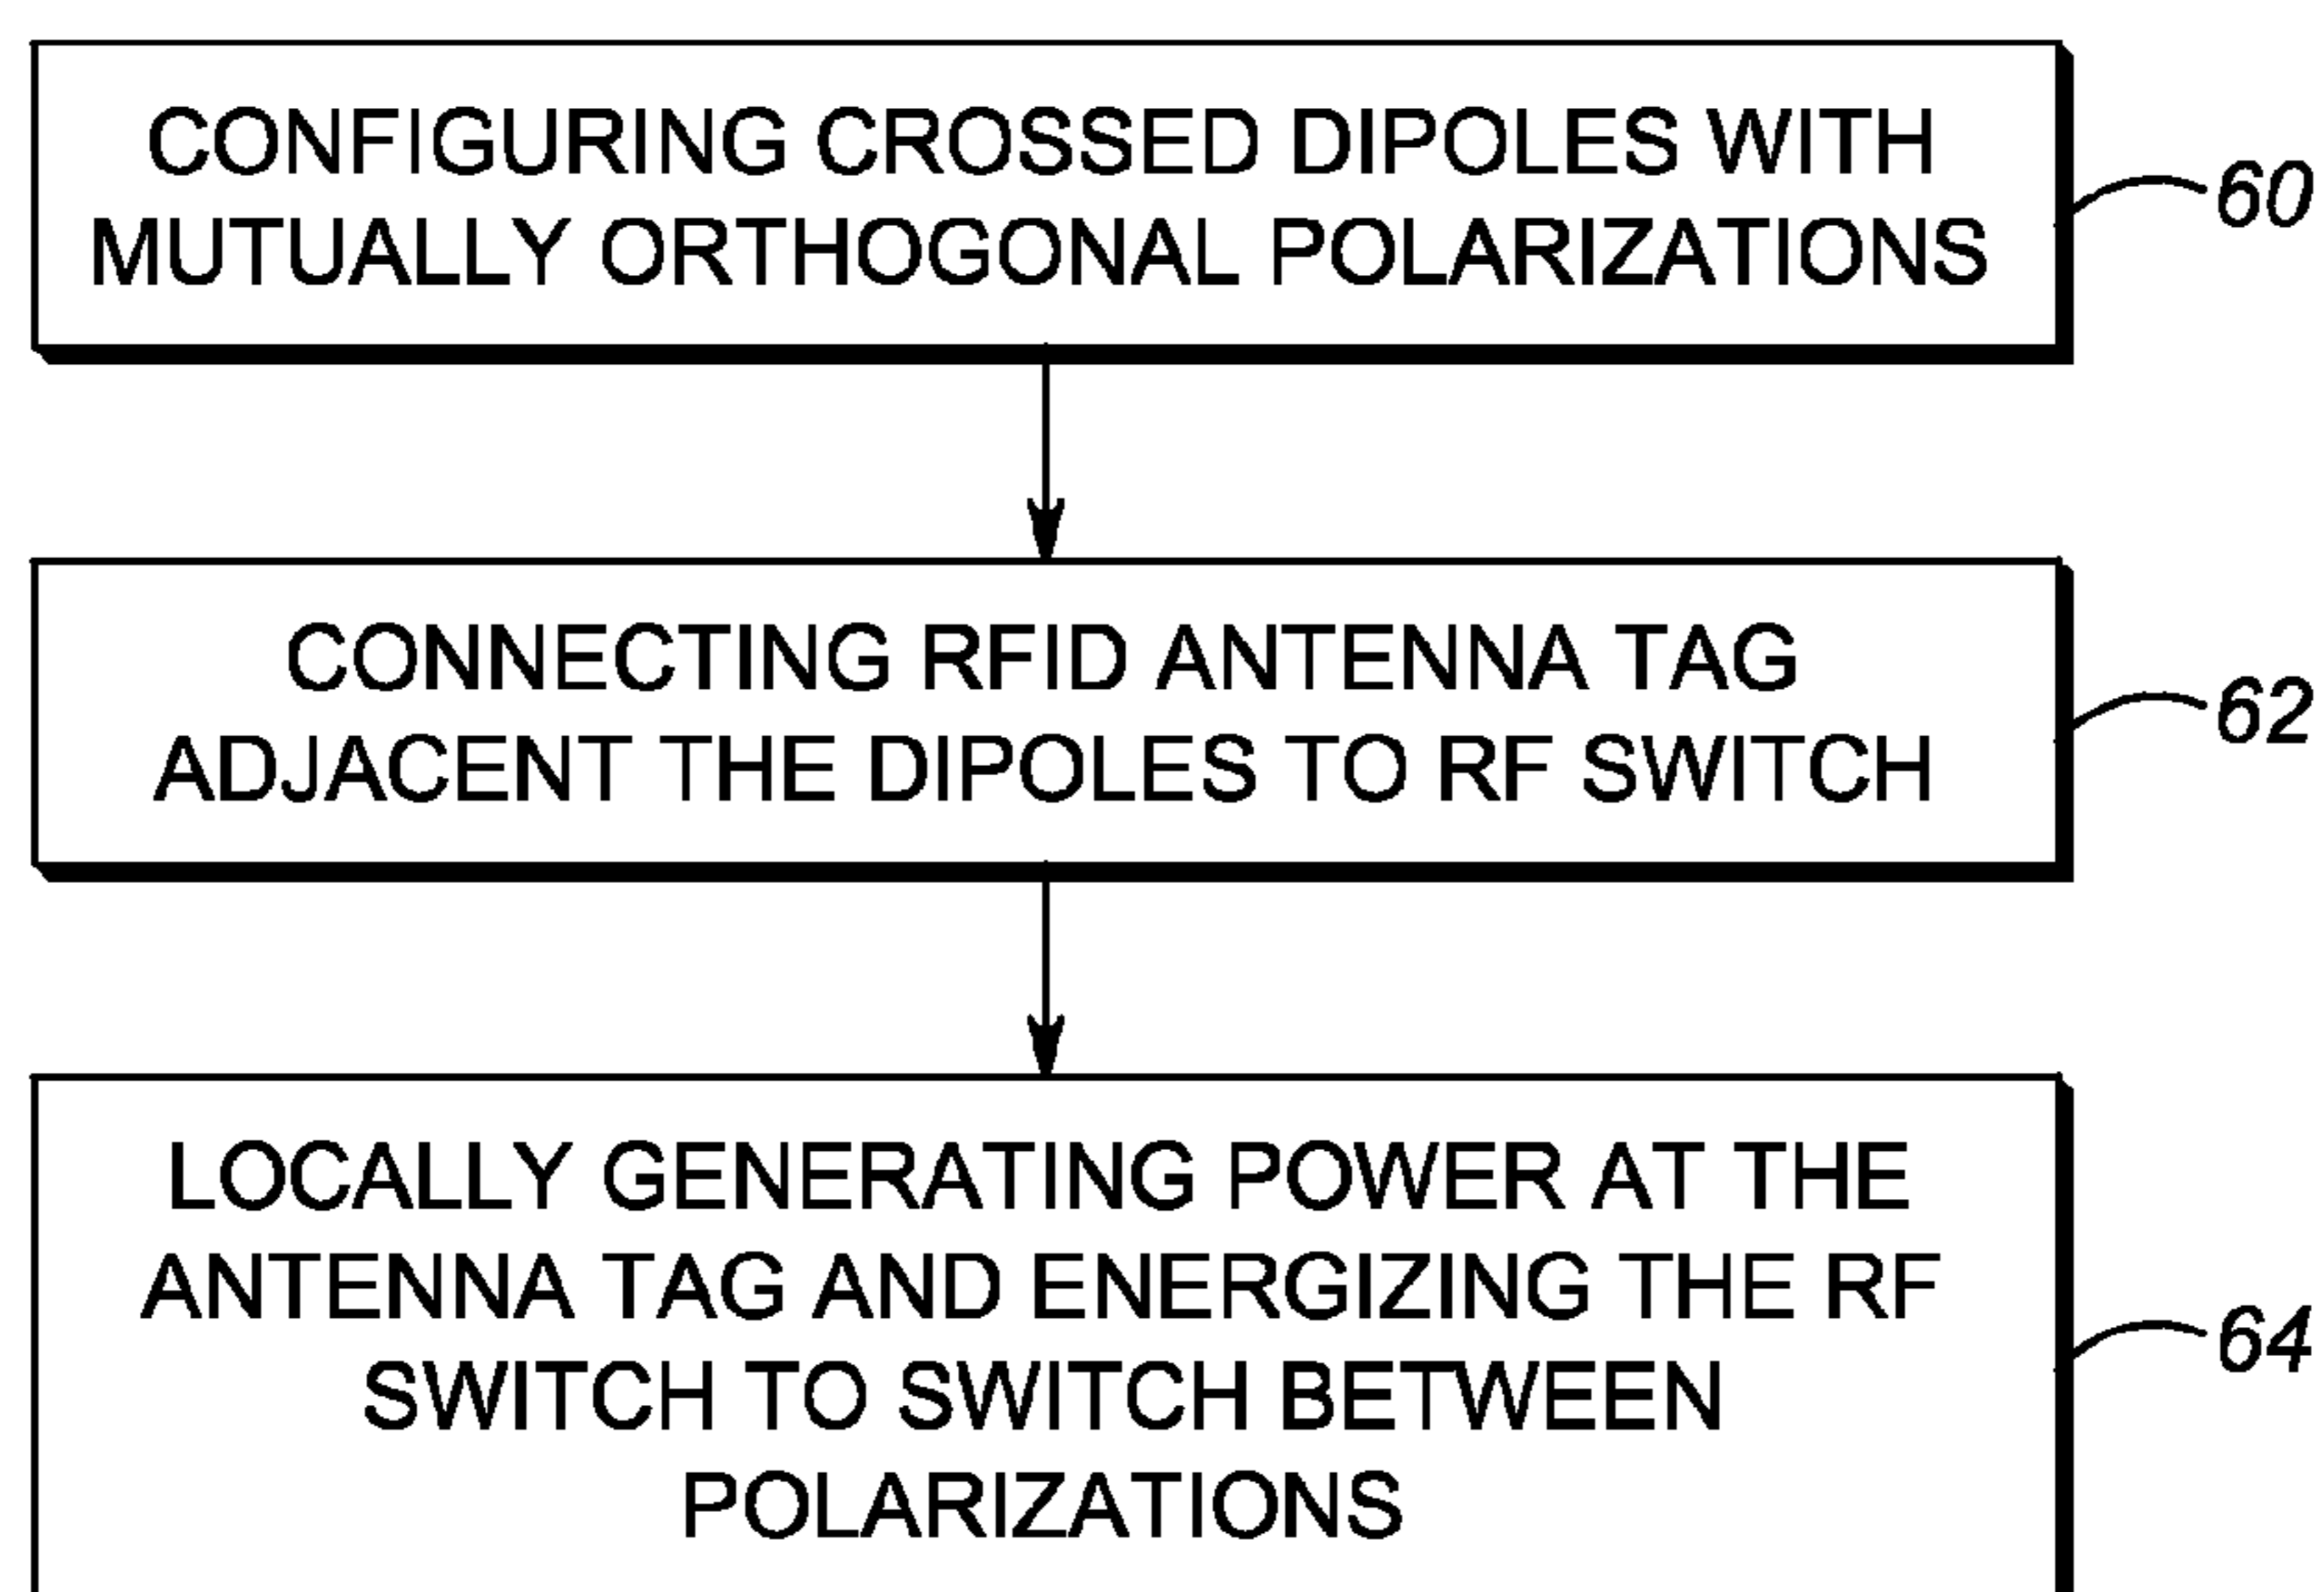 CONFIGURING CROSSED DIPOLES WITH
MUTUALLY ORTHOGONAL POLARIZATIONS
60
CONNECTING RFID ANTENNA TAG
ADJACENT THE DIPOLES TO RF SWITCH
62
LOCALLY GENERATING POWER AT THE
ANTENNA TAG AND ENERGIZING THE RF
SWITCH TO SWITCH BETWEEN
POLARIZATIONS
64